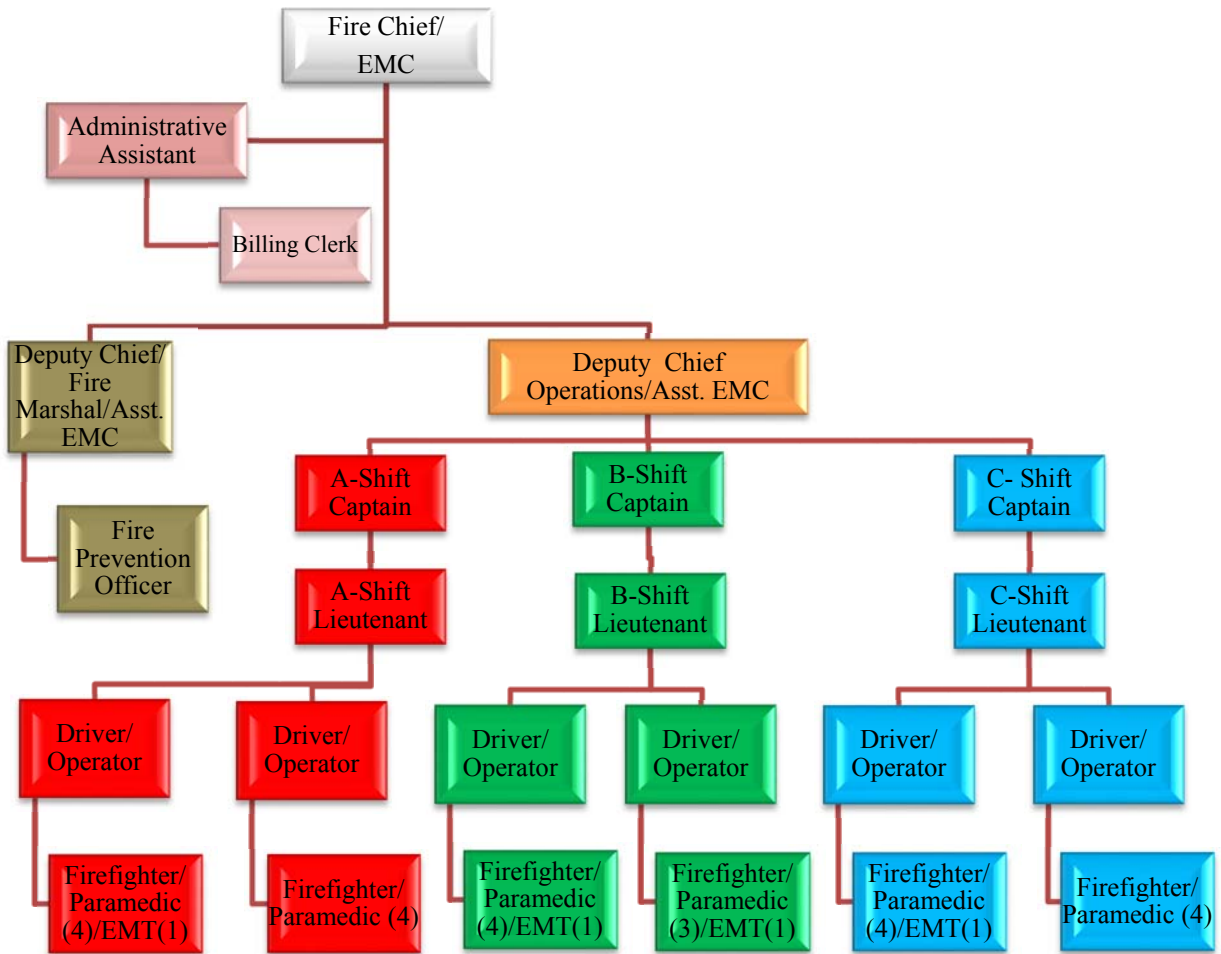 Fire Chief/
EMC
Administrative
Assistant
Billing Clerk
Deputy Chief/
Fire
Marshal/Asst.
EMC
Deputy Chief
Operations/Asst. EMC
Fire
Prevention
Officer
A-Shift
Captain
B-Shift
Captain
C- Shift
Captain
A-Shift
Lieutenant
B-Shift
Lieutenant
C-Shift
Lieutenant
Driver/
Operator
Driver/
Operator
Driver/
Operator
Driver/
Operator
Driver/
Operator
Driver/
Operator
Firefighter/
Paramedic
(4)/EMT(1)
Firefighter/
Paramedic (4)
Firefighter/
Paramedic
(4)/EMT(1)
Firefighter/
Paramedic
(3)/EMT(1)
Firefighter/
Paramedic
(4)/EMT(1)
Firefighter/
Paramedic (4)